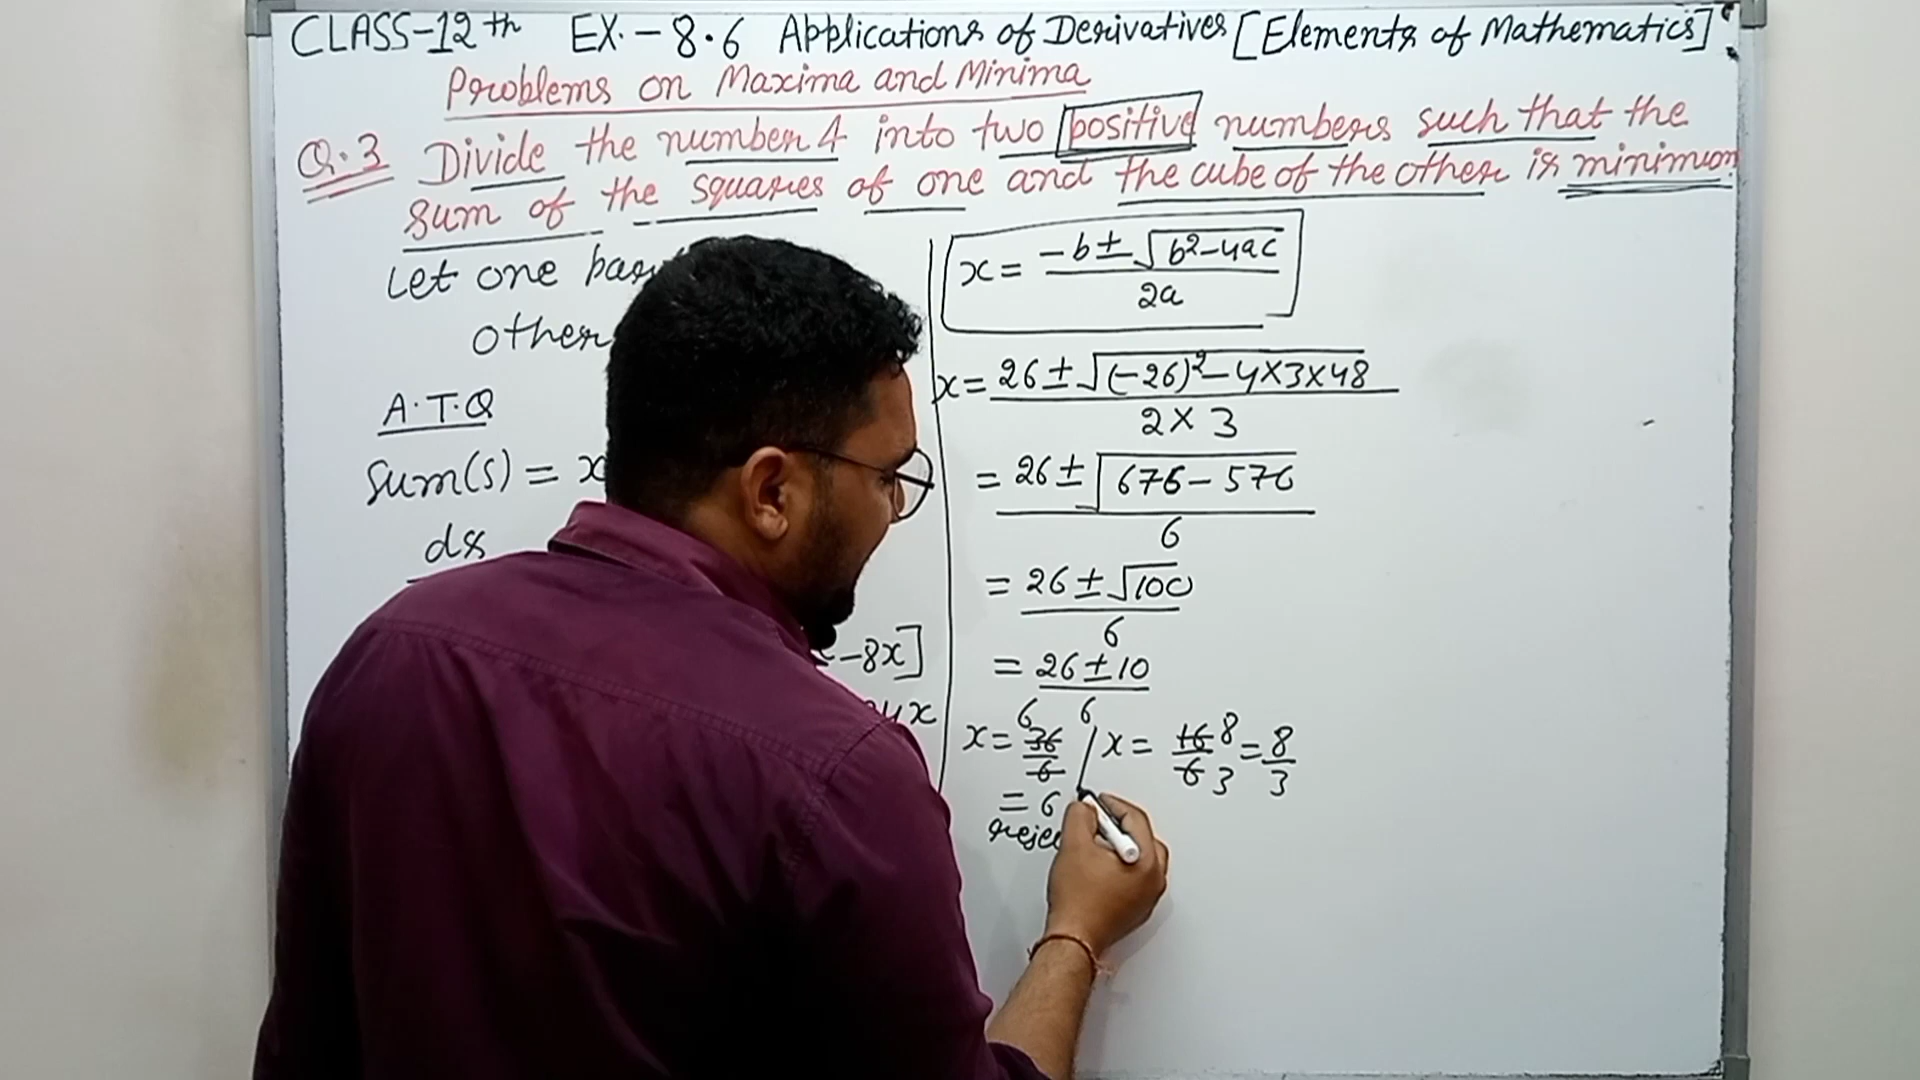 CLASS-12th EX.-8.6 Applications of Derivatives [Elements of Mathematics]
Problems on Maxima and Minima
Q.3 Divide the number 4 into two positive numbers such that the
sum of the squares of one and the cube of the other is minimum
Let one
other
A.T.Q
Sum(s) = x
ds
-8x]
x
x = -b ± √b²-4ac
2a
x = 26 ± √(-26)²-4×3×48
2 × 3
= 26 ± √676-576
6
= 26 ± √100
6
= 26 ± 10
6
x = 36/6 6 / x = 16/6 8/3 = 8/3
= 6